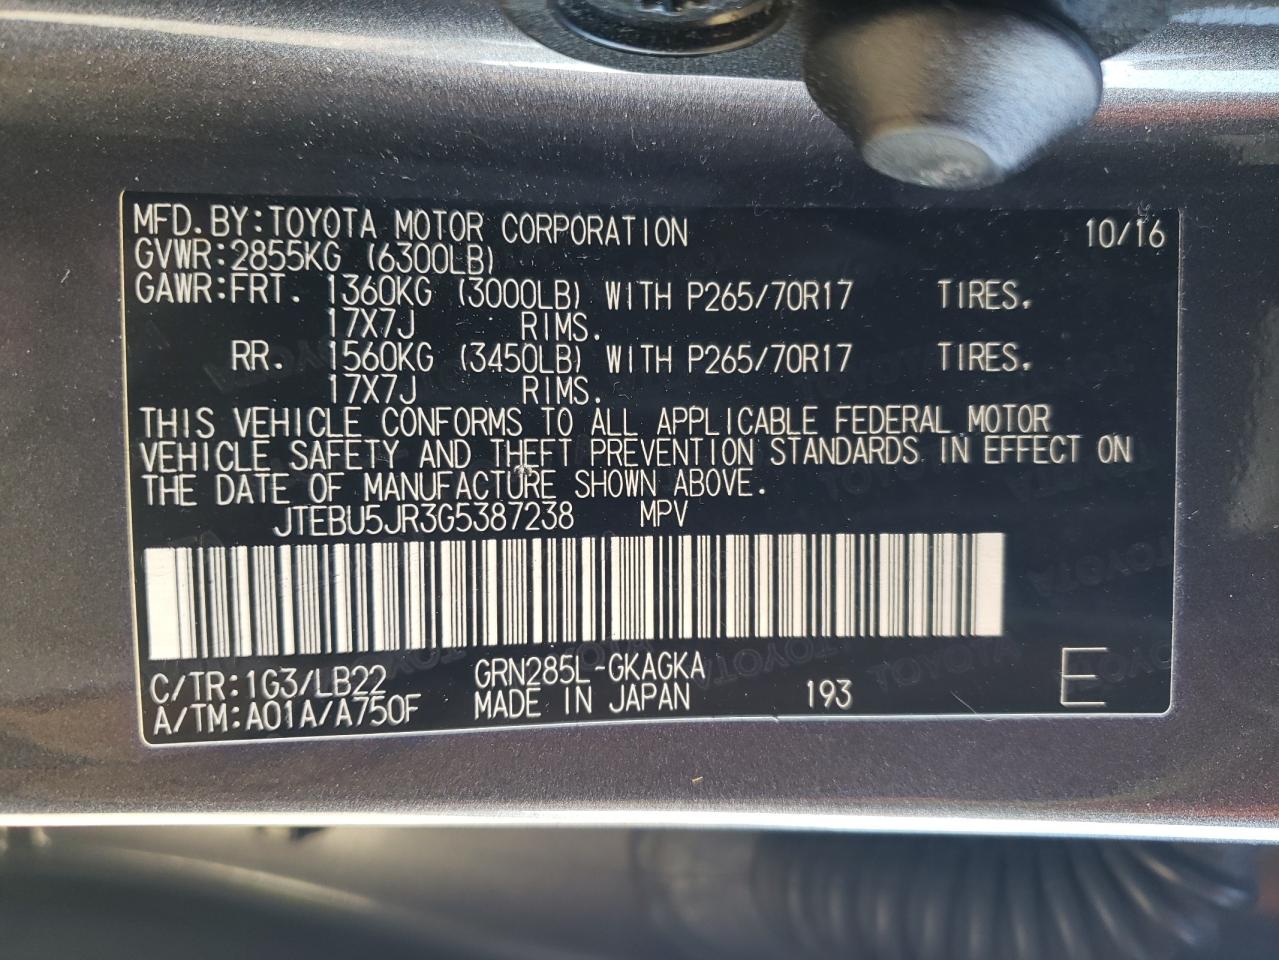 MFD.BY:TOYOTA MOTOR CORPORATION 10/16
GVWR:2855KG (6300LB)
GAWR:FRT. 1360KG (3000LB) WITH P265/70R17 TIRES,
17X7J RIMS.
RR. 1560KG (3450LB) WITH P265/70R17 TIRES,
17X7J RIMS.
THIS VEHICLE CONFORMS TO ALL APPLICABLE FEDERAL MOTOR
VEHICLE SAFETY AND THEFT PREVENTION STANDARDS IN EFFECT ON
THE DATE OF MANUFACTURE SHOWN ABOVE.
JTEBU5JR3G5387238 MPV
C/TR:1G3/LB22 GRN285L-GKAGKA
A/TM:A01A/A750F MADE IN JAPAN 193 E